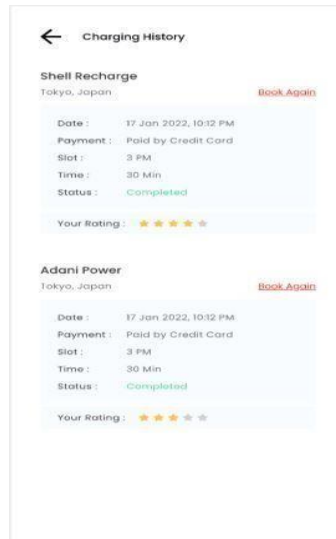 Charging History
Shell Recharge
Tokyo, Japan Book Again
Date : 17 Jan 2022, 10:12 PM
Payment : Paid by Credit Card
Slot : 3 PM
Time : 30 Min
Status : Completed
Your Rating :
Adani Power
Tokyo, Japan Book Again
Date : 17 Jan 2022, 10:12 PM
Payment : Paid by Credit Card
Slot : 3 PM
Time : 30 Min
Status : Completed
Your Rating :